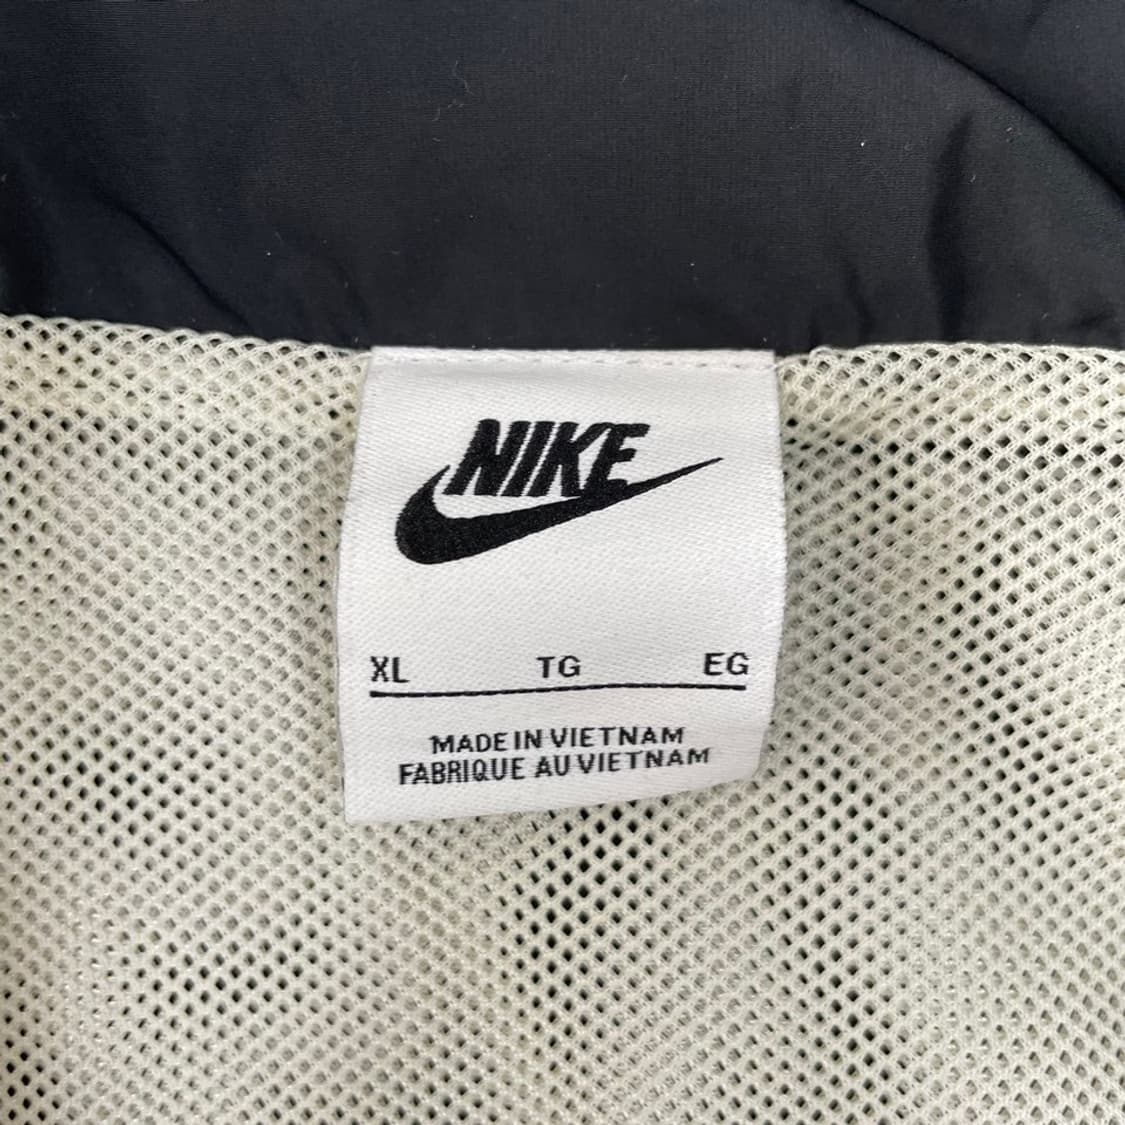 NIKE
XL TG EG
MADE IN VIETNAM
FABRIQUE AU VIETNAM